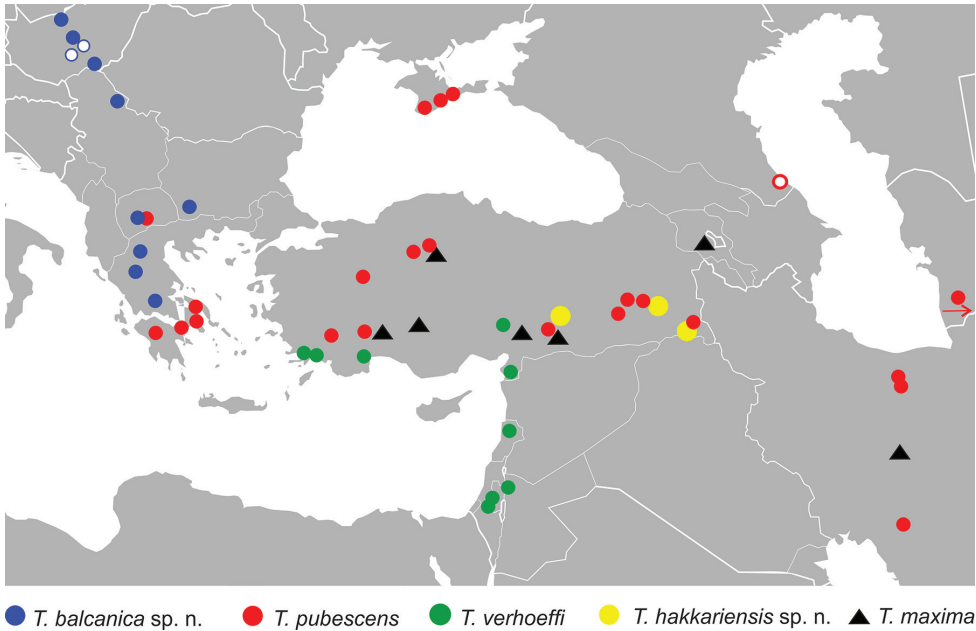 T. balcanica sp. n. T. pubescens T. verhoeffi T. hakkariensis sp. n. T. maxima